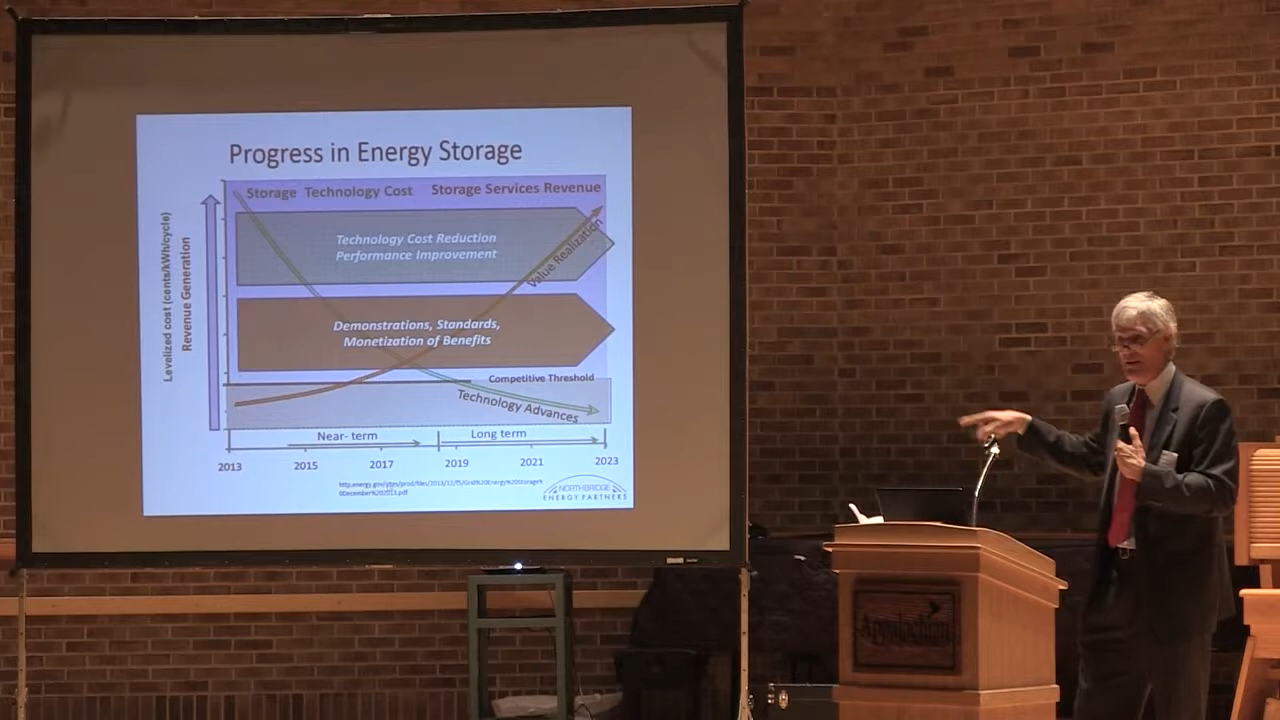 Progress in Energy Storage
Storage Technology Cost
Storage Services Revenue
Levelized cost (cents/kWh/cycle)
Revenue Generation
Technology Cost Reduction
Performance Improvement
Value Realization
Demonstrations, Standards,
Monetization of Benefits
Competitive Threshold
Technology Advances
Near- term
Long term
2013 2015 2017 2019 2021 2023
NORTHBRIDGE
ENERGY PARTNERS
Appalachian